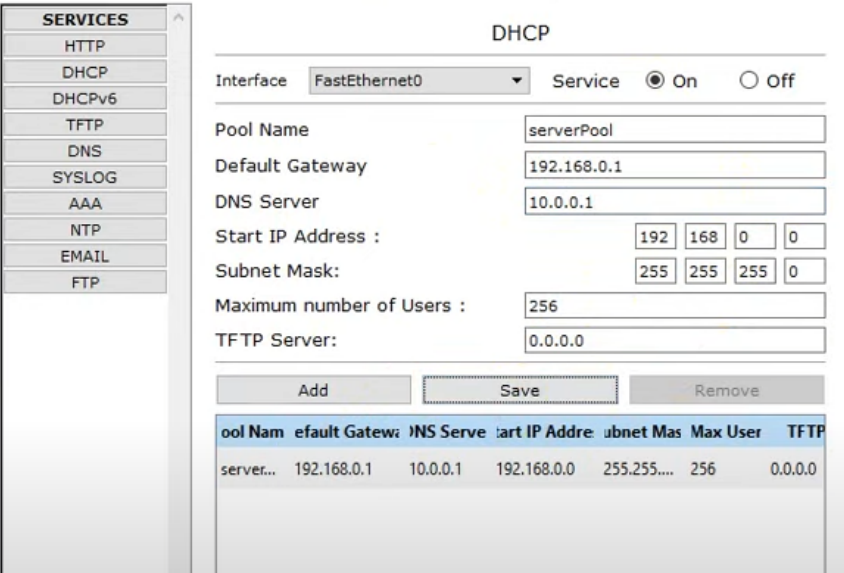 SERVICES
HTTP
DHCP
DHCPv6
TFTP
DNS
SYSLOG
AAA
NTP
EMAIL
FTP
DHCP
Interface FastEthernet0 Service On Off
Pool Name serverPool
Default Gateway 192.168.0.1
DNS Server 10.0.0.1
Start IP Address : 192 168 0 0
Subnet Mask: 255 255 255 0
Maximum number of Users : 256
TFTP Server: 0.0.0.0
Add Save Remove
ool Nam efault Gatewa DNS Serve tart IP Addre ubnet Mas Max User TFTP
server... 192.168.0.1 10.0.0.1 192.168.0.0 255.255.... 256 0.0.0.0